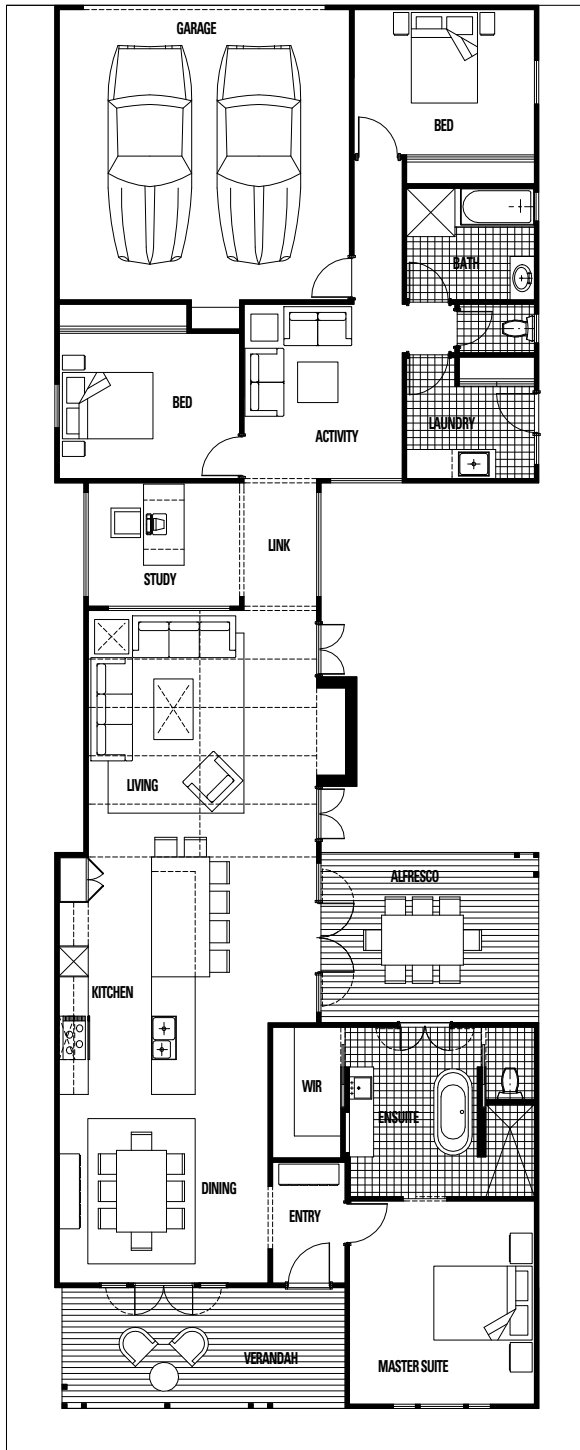 GARAGE
BED
BATH
BED
ACTIVITY
LAUNDRY
LINK
STUDY
LIVING
ALFRESCO
KITCHEN
WIR
ENSUITE
DINING
ENTRY
VERANDAH
MASTER SUITE